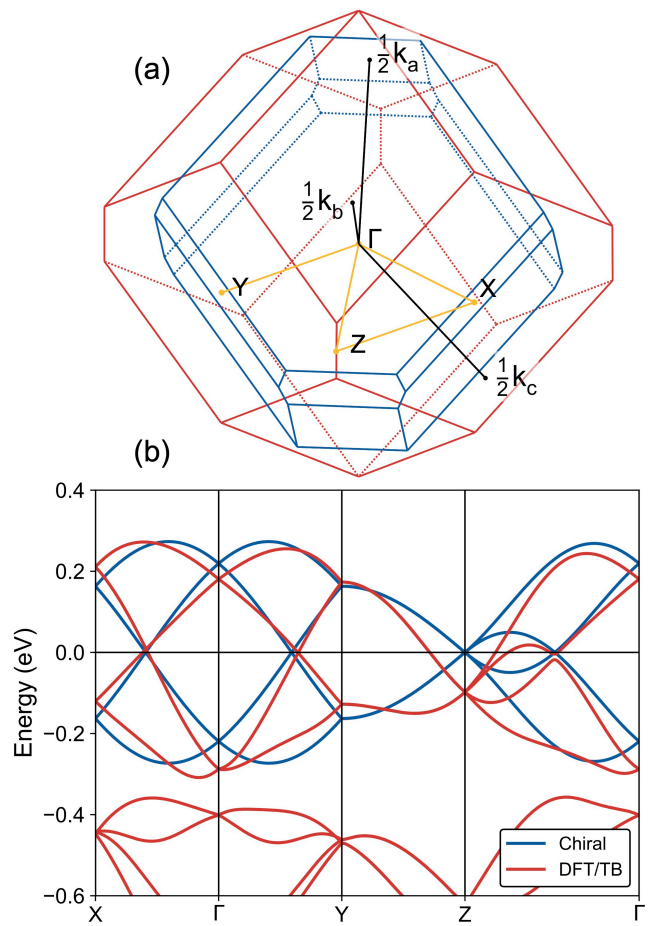 (a)
½kₐ
½k_b
Γ
Y
X
Z
½k_c
(b)
0.4
0.2
0.0
−0.2
−0.4
−0.6
Energy (eV)
Chiral
DFT/TB
X Γ Y Z Γ